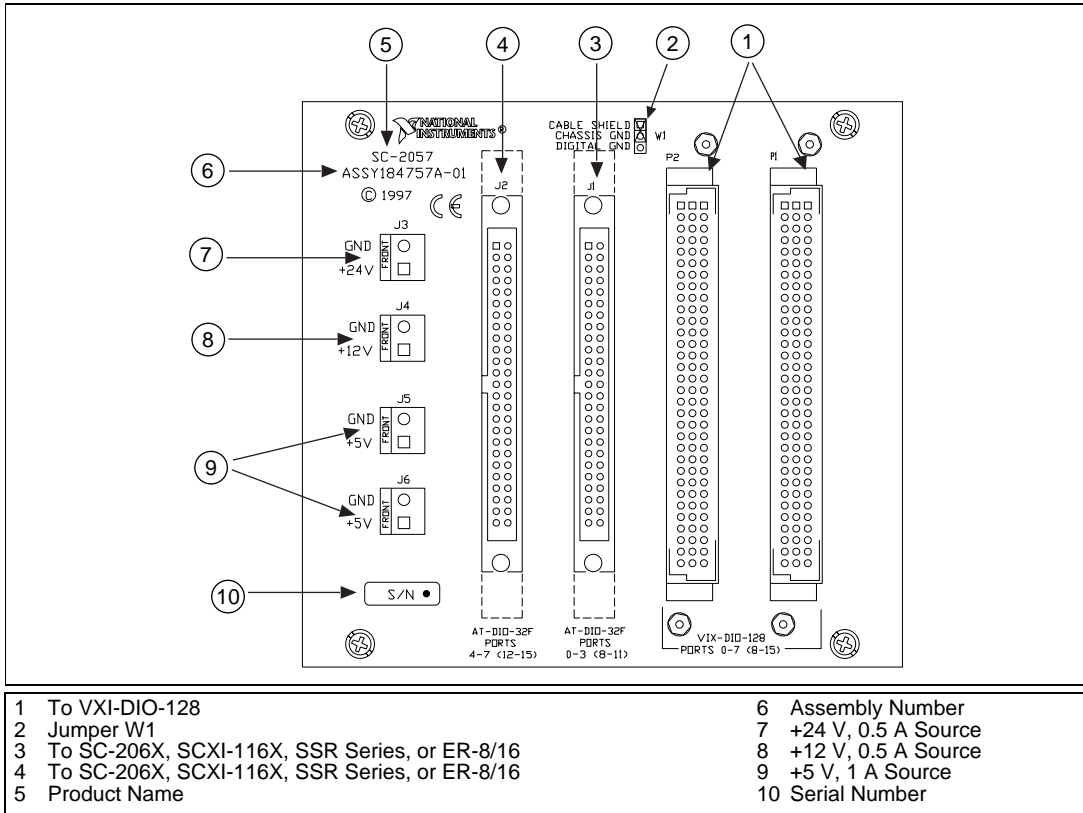 5
4
3
2
1
NATIONAL
INSTRUMENTS ®
SC-2057
ASSY184757A-01
© 1997
CE
6
CABLE SHIELD
CHASSIS GND W1
DIGITAL GND
J2
J1
P2
P1
J3
GND
+24V
FRONT
7
J4
GND
+12V
FRONT
8
J5
GND
+5V
FRONT
9
J6
GND
+5V
FRONT
10
S/N
AT-DIO-32F
PORTS
4-7 (12-15)
AT-DIO-32F
PORTS
0-3 (8-11)
VIX-DIO-128
PORTS 0-7 (8-15)
1 To VXI-DIO-128
2 Jumper W1
3 To SC-206X, SCXI-116X, SSR Series, or ER-8/16
4 To SC-206X, SCXI-116X, SSR Series, or ER-8/16
5 Product Name
6 Assembly Number
7 +24 V, 0.5 A Source
8 +12 V, 0.5 A Source
9 +5 V, 1 A Source
10 Serial Number